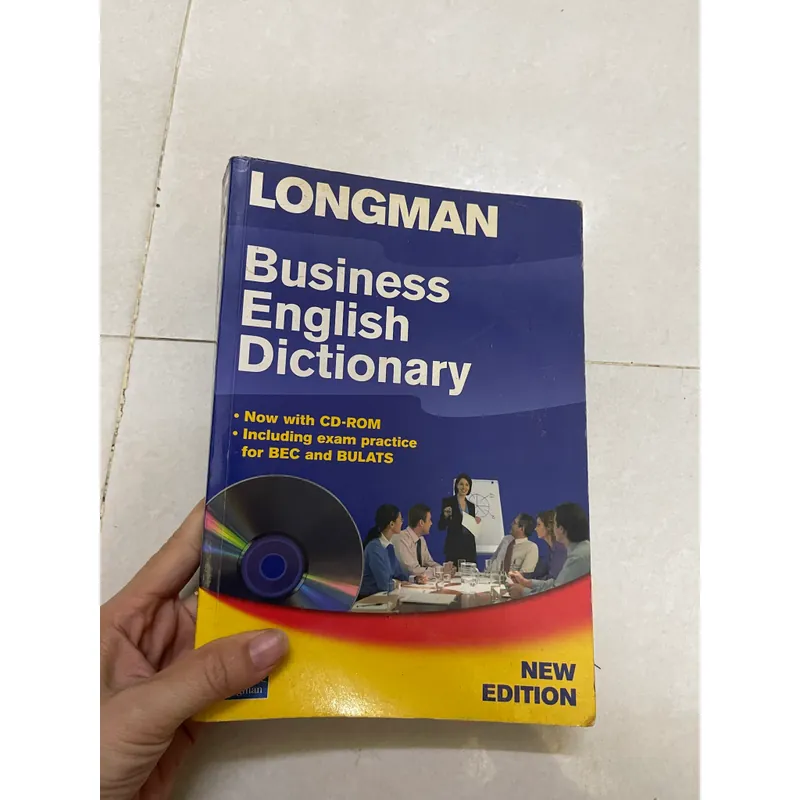 LONGMAN
Business
English
Dictionary
• Now with CD-ROM
• Including exam practice
for BEC and BULATS
NEW
EDITION